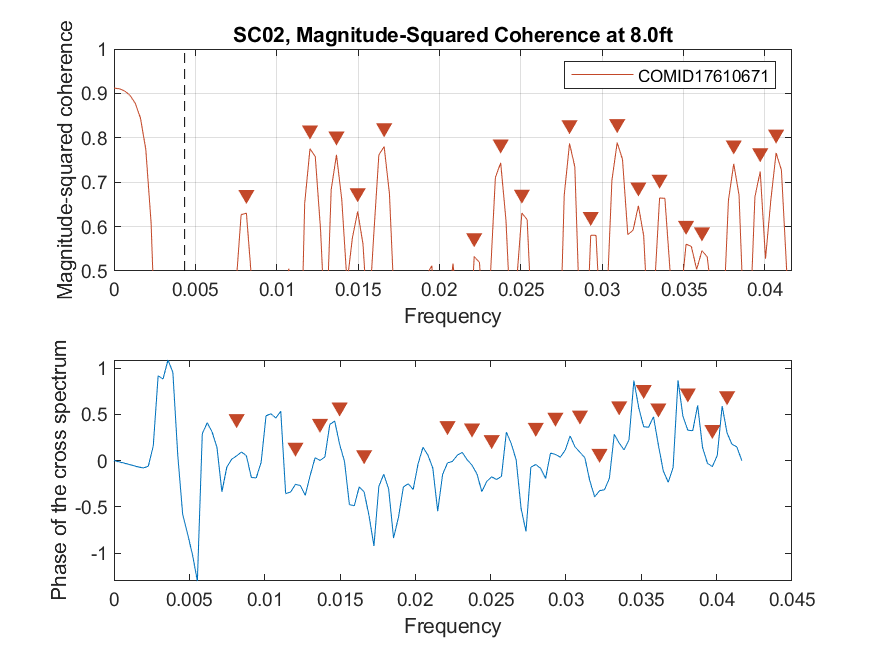 SC02, Magnitude-Squared Coherence at 8.0ft
Magnitude-squared coherence
1
0.9
0.8
0.7
0.6
0.5
COMID17610671
0 0.005 0.01 0.015 0.02 0.025 0.03 0.035 0.04
Frequency
Phase of the cross spectrum
1
0.5
0
-0.5
-1
0 0.005 0.01 0.015 0.02 0.025 0.03 0.035 0.04 0.045
Frequency